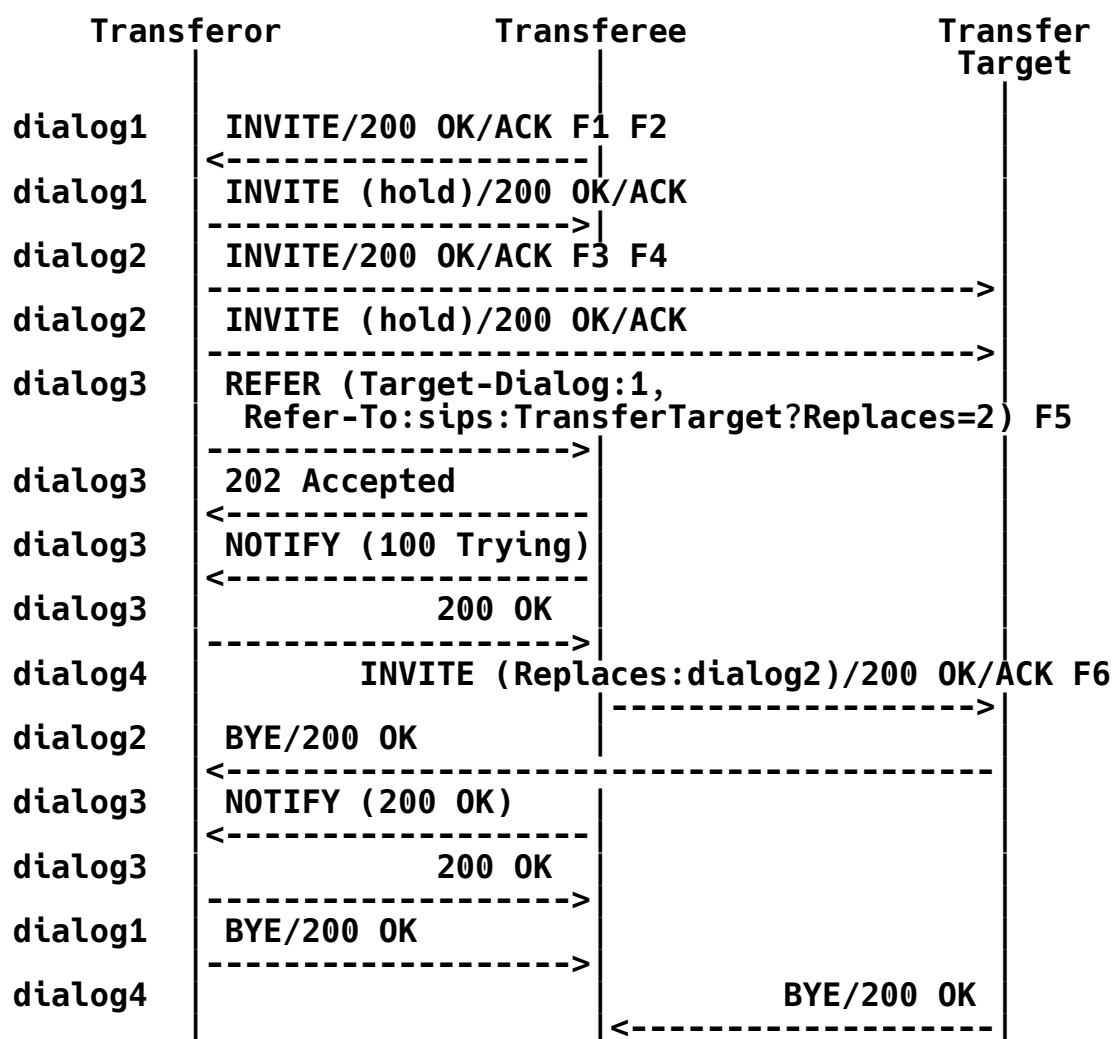 Transferor Transferee Transfer
Target
dialog1 INVITE/200 OK/ACK F1 F2
dialog1 INVITE (hold)/200 OK/ACK
dialog2 INVITE/200 OK/ACK F3 F4
dialog2 INVITE (hold)/200 OK/ACK
dialog3 REFER (Target-Dialog:1,
Refer-To:sips:TransferTarget?Replaces=2) F5
dialog3 202 Accepted
dialog3 NOTIFY (100 Trying)
dialog3 200 OK
dialog4 INVITE (Replaces:dialog2)/200 OK/ACK F6
dialog2 BYE/200 OK
dialog3 NOTIFY (200 OK)
dialog3 200 OK
dialog1 BYE/200 OK
dialog4 BYE/200 OK